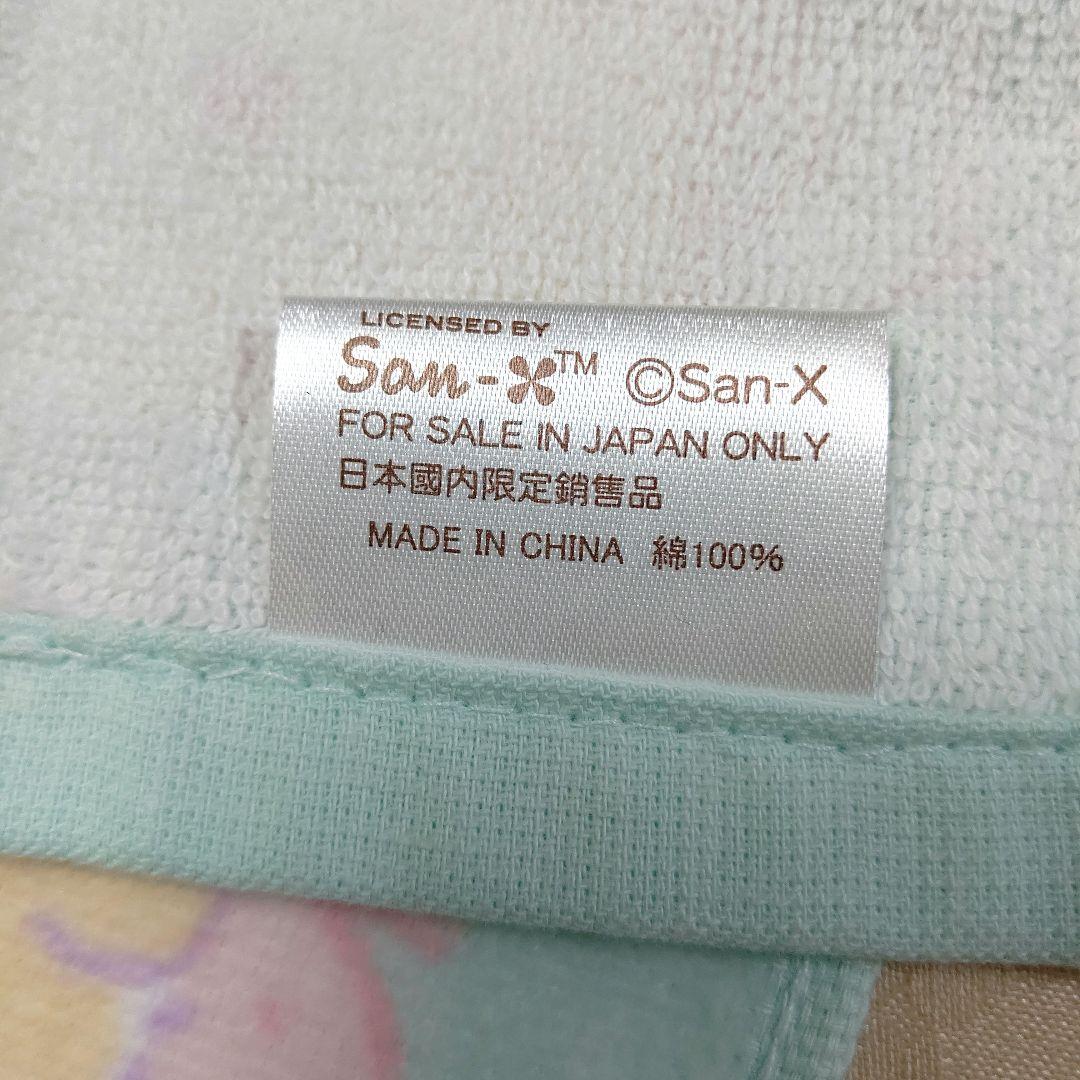 LICENSED BY
San-X™ ©San-X
FOR SALE IN JAPAN ONLY
日本國内限定銷售品
MADE IN CHINA 綿100%